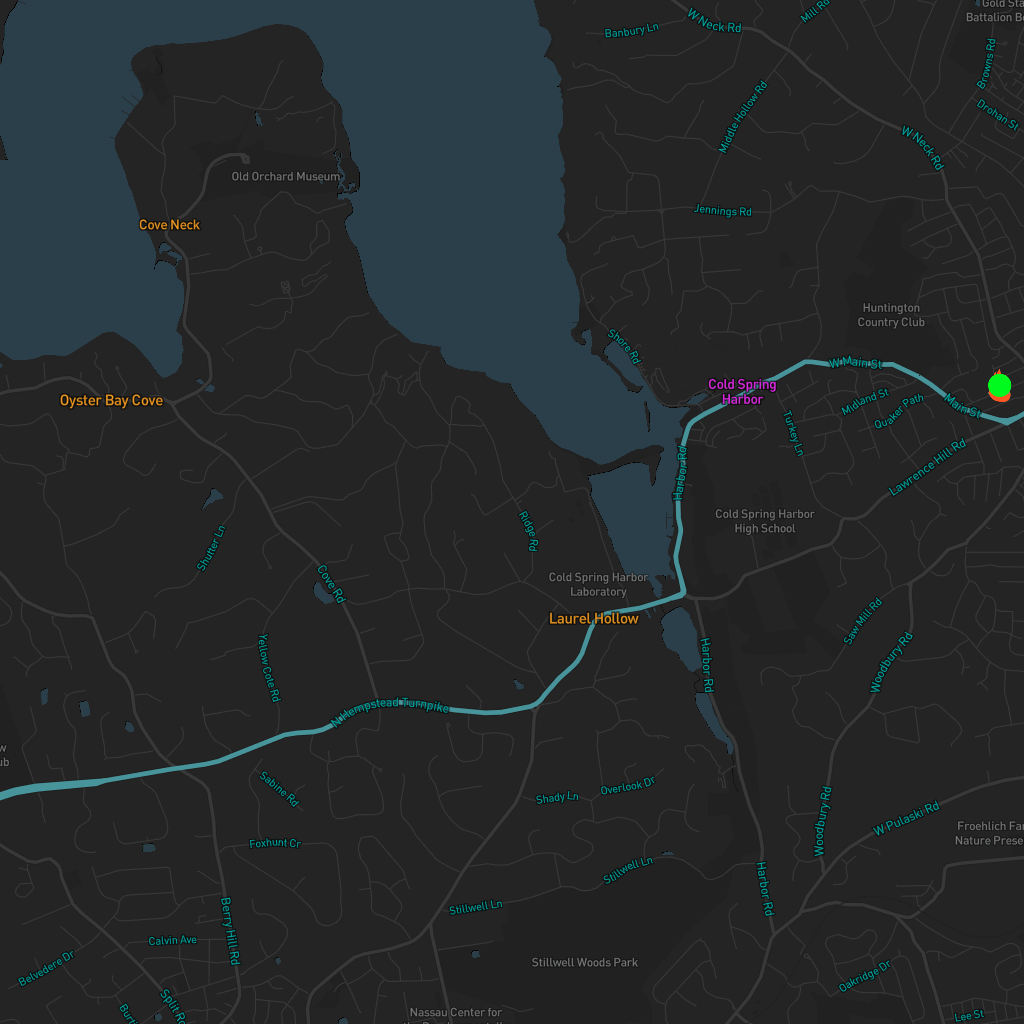 Gold Sta
Battalion Be
Mill Rd
W Neck Rd
Banbury Ln
Browns Rd
Middle Hollow Rd
Drohan St
W Neck Rd
Old Orchard Museum
Jennings Rd
Cove Neck
Huntington
Country Club
Shore Rd
W Main St
Cold Spring
Harbor
Oyster Bay Cove
Midland St
Quaker Path
Main St
Turkey Ln
Lawrence Hill Rd
Harbor Rd
Cold Spring Harbor
High School
Ridge Rd
Shutter Ln
Cove Rd
Cold Spring Harbor
Laboratory
Laurel Hollow
Saw Mill Rd
Yellow Cote Rd
Harbor Rd
Woodbury Rd
N Hempstead Turnpike
w
ub
Sabine Rd
Shady Ln
Overlook Dr
Woodbury Rd
W Pulaski Rd
Froehlich Far
Nature Prese
Foxhunt Cr
Stillwell Ln
Harbor Rd
Stillwell Ln
Berry Hill Rd
Calvin Ave
Belvedere Dr
Stillwell Woods Park
Oakridge Dr
Split Ro
Burti
Nassau Center for
Lee St